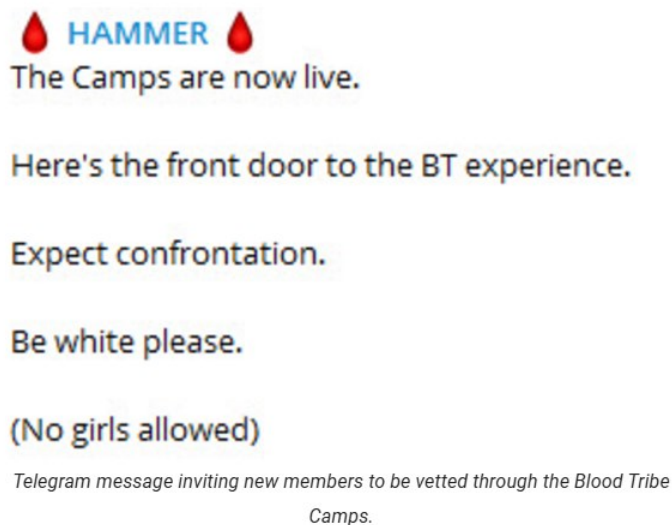 🩸 HAMMER 🩸
The Camps are now live.
Here's the front door to the BT experience.
Expect confrontation.
Be white please.
(No girls allowed)
Telegram message inviting new members to be vetted through the Blood Tribe
Camps.